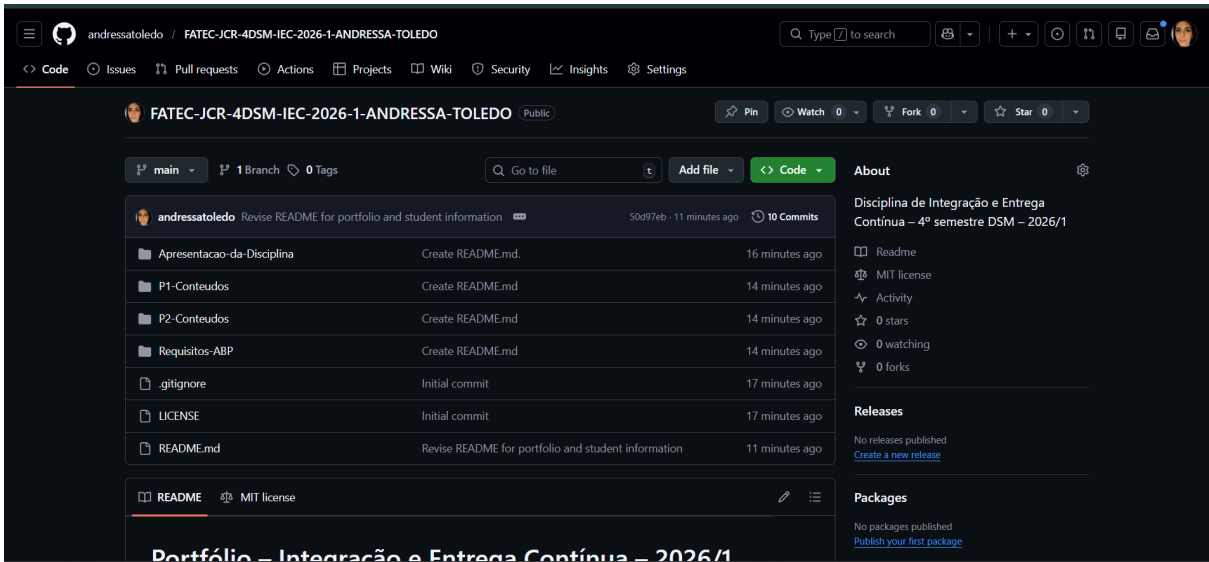 andressatoledo / FATEC-JCR-4DSM-IEC-2026-1-ANDRESSA-TOLEDO
Type / to search
Code Issues Pull requests Actions Projects Wiki Security Insights Settings
FATEC-JCR-4DSM-IEC-2026-1-ANDRESSA-TOLEDO Public
Pin Watch 0 Fork 0 Star 0
main 1 Branch 0 Tags Go to file t Add file Code
andressatoledo Revise README for portfolio and student information 50d97eb · 11 minutes ago 10 Commits
Apresentacao-da-Disciplina Create README.md. 16 minutes ago
P1-Conteudos Create README.md 14 minutes ago
P2-Conteudos Create README.md 14 minutes ago
Requisitos-ABP Create README.md 14 minutes ago
.gitignore Initial commit 17 minutes ago
LICENSE Initial commit 17 minutes ago
README.md Revise README for portfolio and student information 11 minutes ago
README MIT license
Portfólio – Integração e Entrega Contínua – 2026/1
About
Disciplina de Integração e Entrega
Contínua – 4º semestre DSM – 2026/1
Readme
MIT license
Activity
0 stars
0 watching
0 forks
Releases
No releases published
Create a new release
Packages
No packages published
Publish your first package